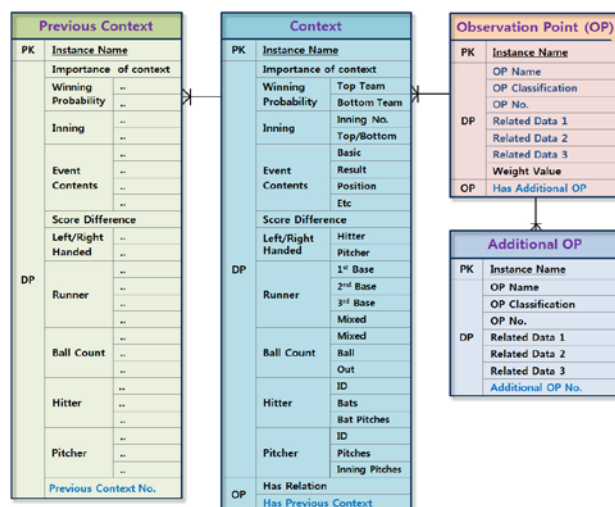 Previous Context
PK Instance Name
Importance of context
Winning Probability ..
..
Inning ..
..
Event Contents ..
..
..
..
Score Difference
Left/Right Handed ..
..
DP
Runner ..
..
..
..
Ball Count ..
..
..
Hitter ..
..
..
Pitcher ..
..
..
Previous Context No.
Context
PK Instance Name
Importance of context
Winning Probability Top Team
Bottom Team
Inning Inning No.
Top/Bottom
Event Contents Basic
Result
Position
Etc
Score Difference
Left/Right Handed Hitter
Pitcher
DP
Runner 1st Base
2nd Base
3rd Base
Mixed
Ball Count Mixed
Ball
Out
Hitter ID
Bats
Bat Pitches
Pitcher ID
Pitches
Inning Pitches
OP Has Relation
Has Previous Context
Observation Point (OP)
PK Instance Name
OP Name
OP Classification
OP No.
DP Related Data 1
Related Data 2
Related Data 3
Weight Value
OP Has Additional OP
Additional OP
PK Instance Name
OP Name
OP Classification
OP No.
DP Related Data 1
Related Data 2
Related Data 3
Additional OP No.